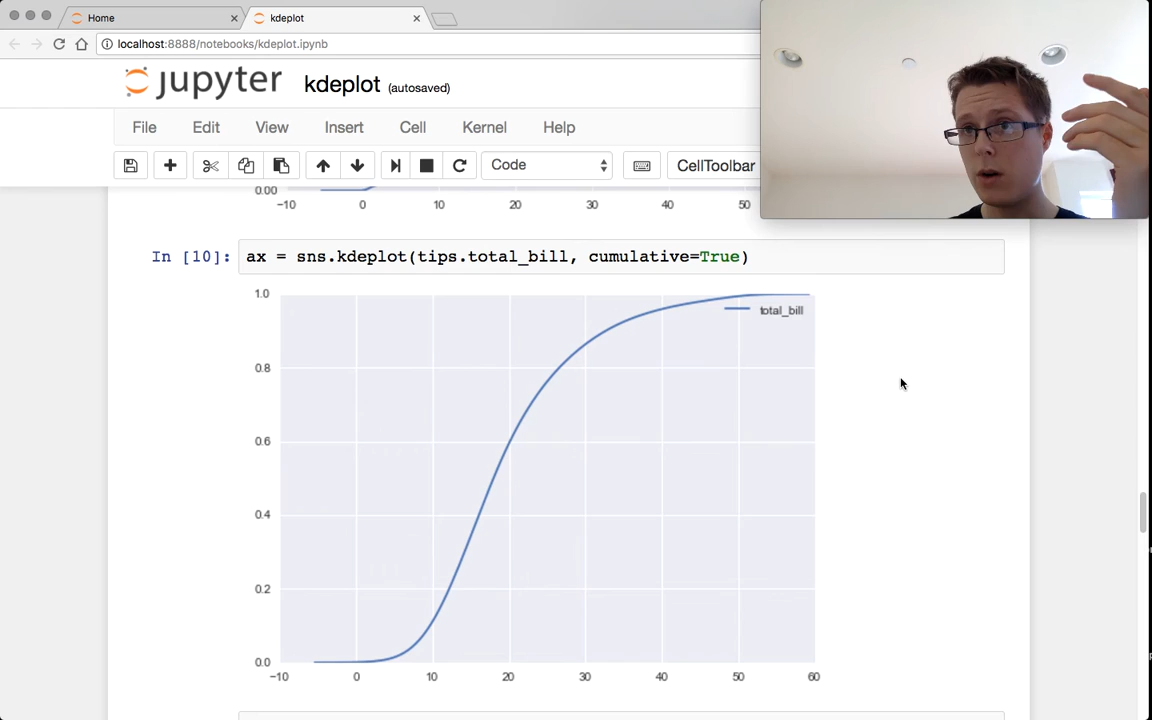 Home
kdeplot
localhost:8888/notebooks/kdeplot.ipynb
jupyter kdeplot (autosaved)
File Edit View Insert Cell Kernel Help
Code CellToolbar
0.00
−10 0 10 20 30 40 50
In [10]: ax = sns.kdeplot(tips.total_bill, cumulative=True)
1.0
total_bill
0.8
0.6
0.4
0.2
0.0
−10 0 10 20 30 40 50 60